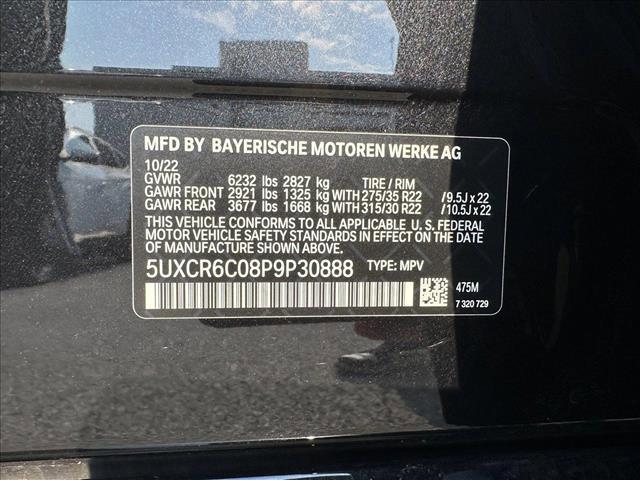 MFD BY BAYERISCHE MOTOREN WERKE AG
10/22
GVWR 6232 lbs 2827 kg TIRE / RIM
GAWR FRONT 2921 lbs 1325 kg WITH 275/35 R22 /9.5J x 22
GAWR REAR 3677 lbs 1668 kg WITH 315/30 R22 /10.5J x 22
THIS VEHICLE CONFORMS TO ALL APPLICABLE U. S. FEDERAL
MOTOR VEHICLE SAFETY STANDARDS IN EFFECT ON THE DATE OF
MANUFACTURE SHOWN ABOVE.
5UXCR6C08P9P30888 TYPE: MPV
475M
7 320 729